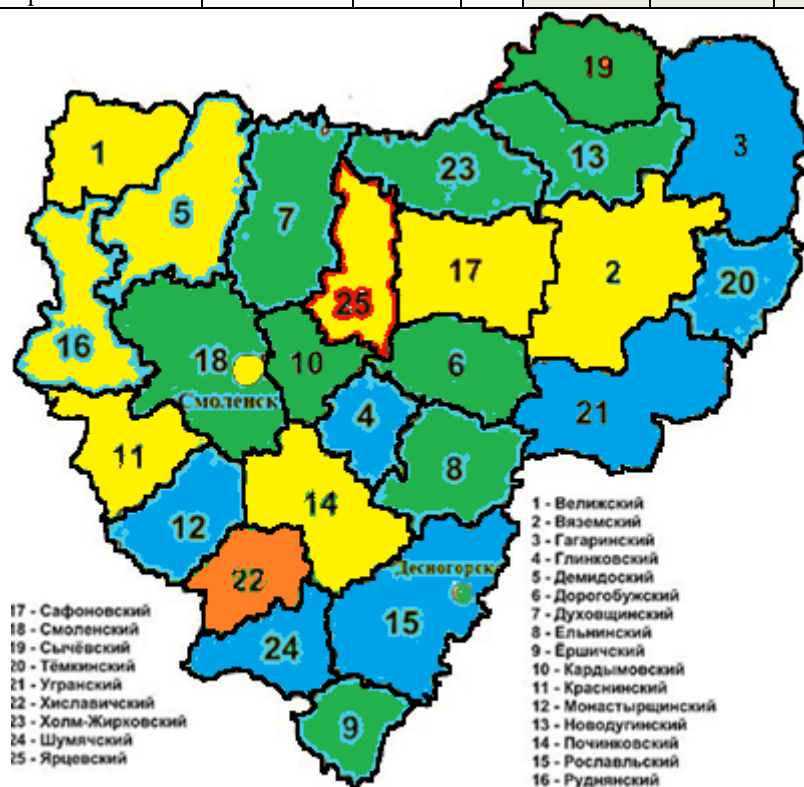 19
3
1
23
13
5
7
17
2
20
25
16
18
10
6
Смоленск
4
21
11
8
14
12
Десногорск
22
15
24
9
1 - Велижский
2 - Вяземский
3 - Гагаринский
4 - Глинковский
5 - Демидоский
6 - Дорогобужский
7 - Духовщинский
8 - Ельнинский
9 - Ёршичский
10 - Кардымовский
11 - Краснинский
12 - Монастырщинский
13 - Новодугинский
14 - Починковский
15 - Рославльский
16 - Руднянский
17 - Сафоновский
18 - Смоленский
19 - Сычёвский
20 - Тёмкинский
21 - Угранский
22 - Хиславичский
23 - Холм-Жирковский
24 - Шумячский
25 - Ярцевский